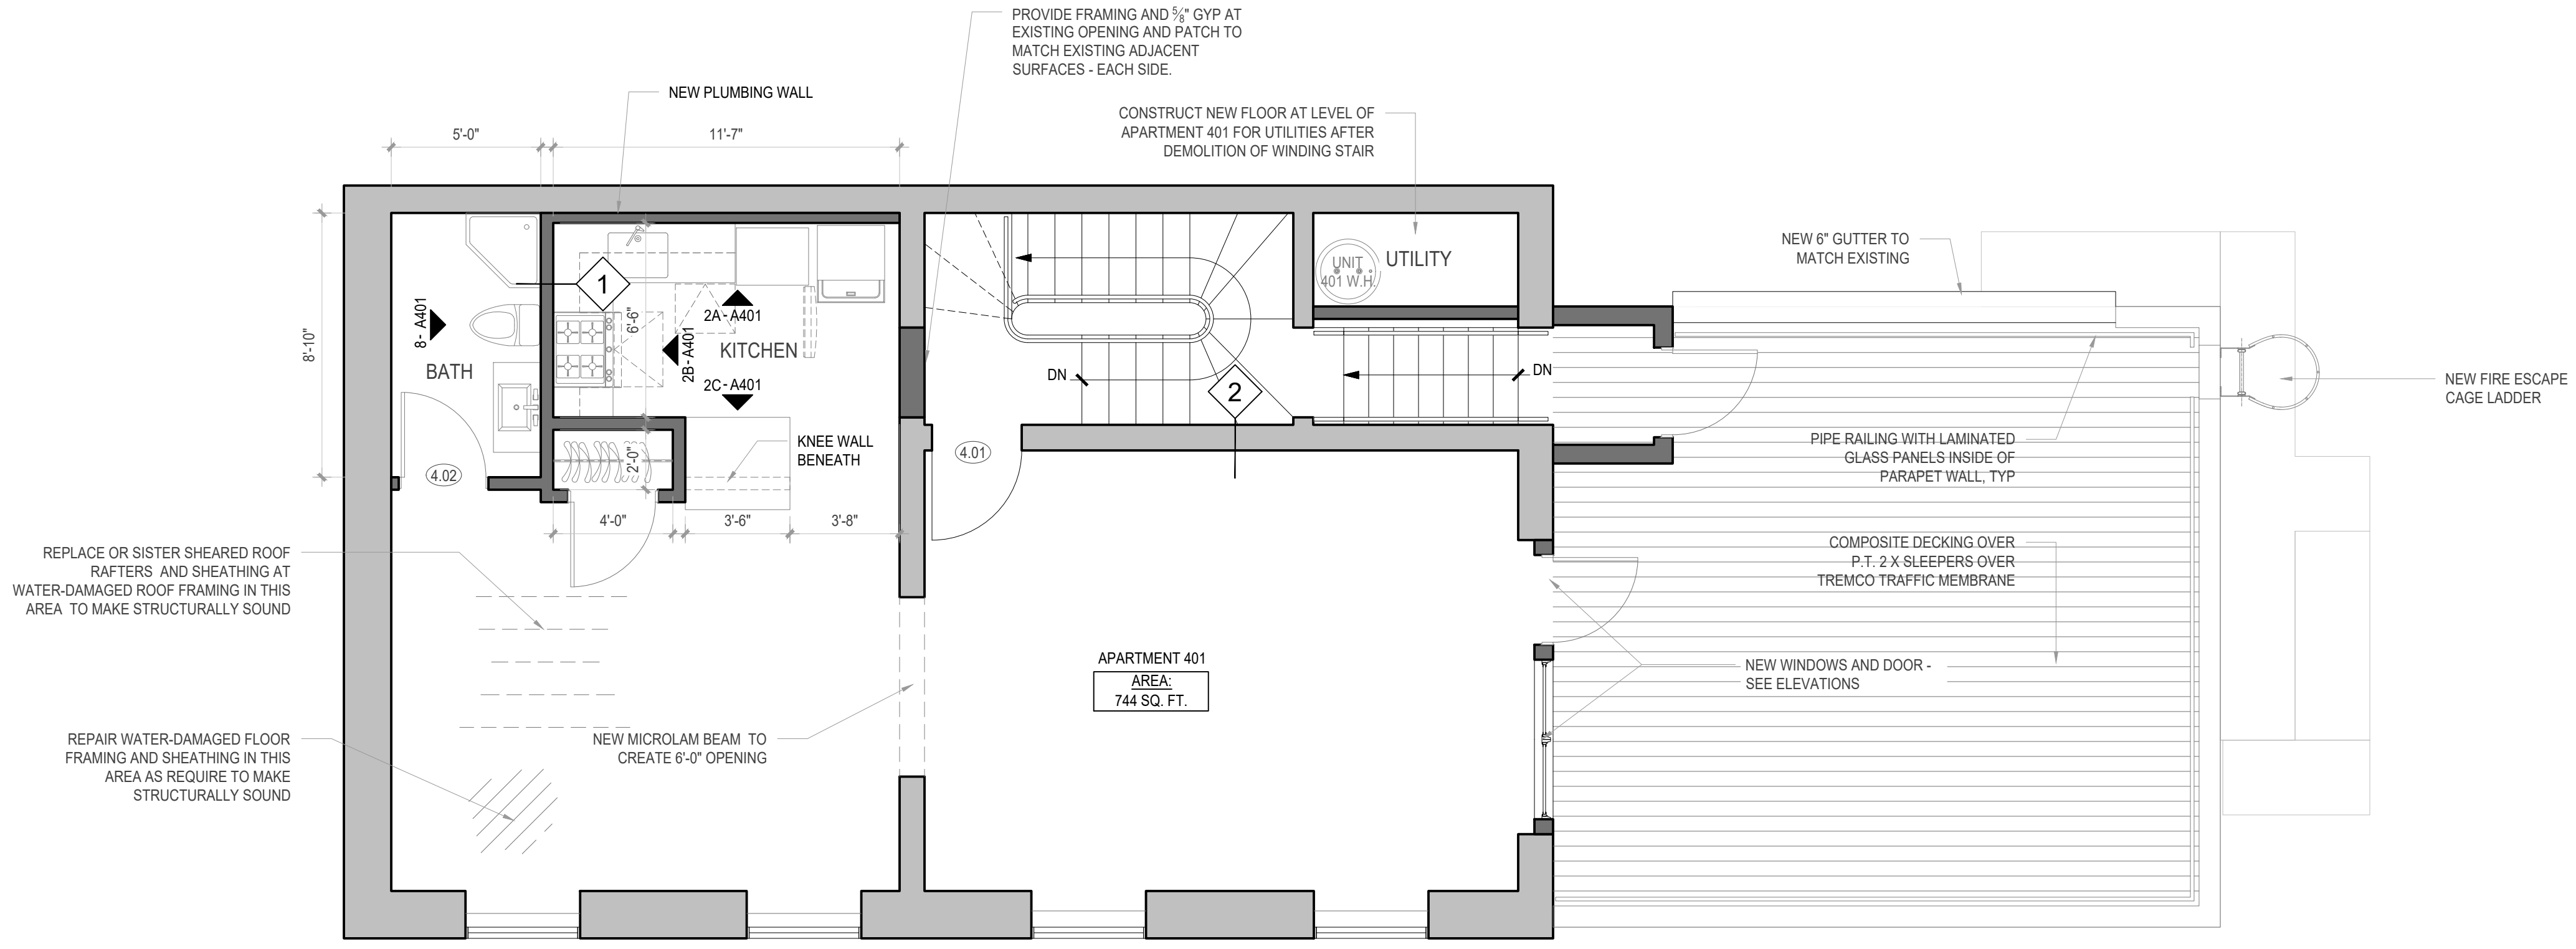 PROVIDE FRAMING AND 5/8" GYP AT
EXISTING OPENING AND PATCH TO
MATCH EXISTING ADJACENT
SURFACES - EACH SIDE.
NEW PLUMBING WALL
CONSTRUCT NEW FLOOR AT LEVEL OF
APARTMENT 401 FOR UTILITIES AFTER
DEMOLITION OF WINDING STAIR
5'-0"
11'-7"
8'-10"
NEW 6" GUTTER TO
MATCH EXISTING
UNIT
401 W.H.
UTILITY
1
8 - A401
6'-6"
2A - A401
2B - A401
KITCHEN
2C - A401
BATH
DN
2
DN
NEW FIRE ESCAPE
CAGE LADDER
KNEE WALL
BENEATH
4.01
4.02
2'-0"
PIPE RAILING WITH LAMINATED
GLASS PANELS INSIDE OF
PARAPET WALL, TYP
4'-0"
3'-6"
3'-8"
REPLACE OR SISTER SHEARED ROOF
RAFTERS AND SHEATHING AT
WATER-DAMAGED ROOF FRAMING IN THIS
AREA TO MAKE STRUCTURALLY SOUND
COMPOSITE DECKING OVER
P.T. 2 X SLEEPERS OVER
TREMCO TRAFFIC MEMBRANE
APARTMENT 401
AREA:
744 SQ. FT.
NEW WINDOWS AND DOOR -
SEE ELEVATIONS
REPAIR WATER-DAMAGED FLOOR
FRAMING AND SHEATHING IN THIS
AREA AS REQUIRE TO MAKE
STRUCTURALLY SOUND
NEW MICROLAM BEAM TO
CREATE 6'-0" OPENING